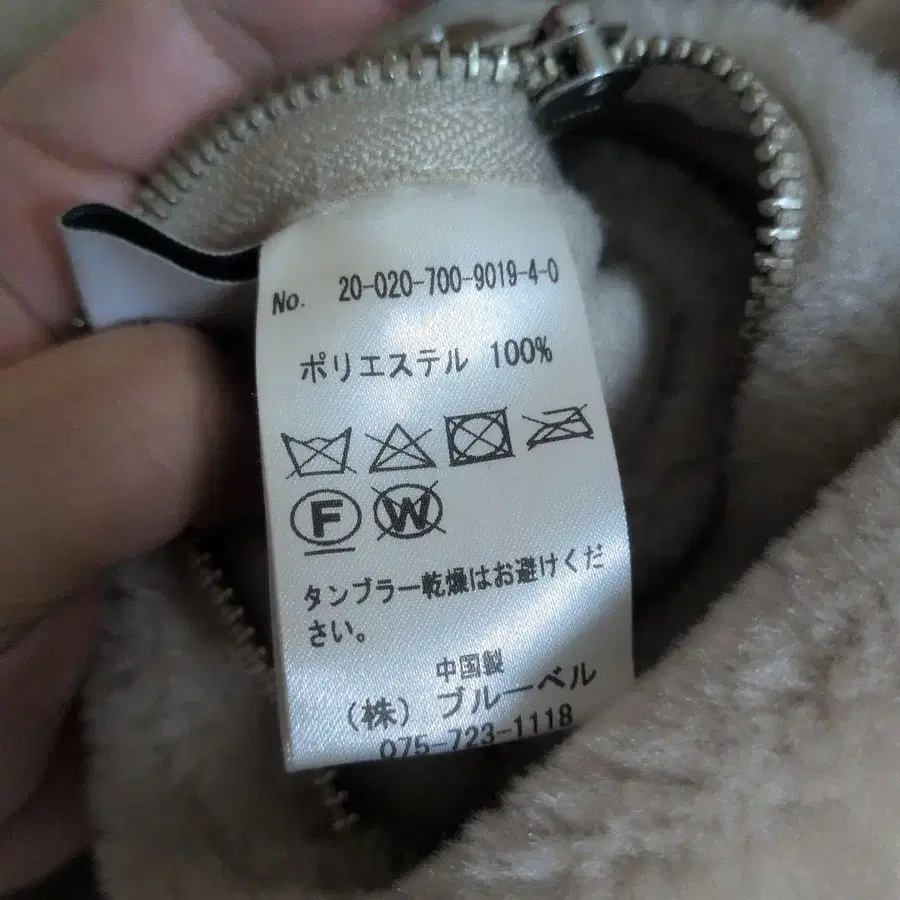 No. 20-020-700-9019-4-0
ポリエステル 100%
F W
タンブラー乾燥はお避けくだ
さい。
中国製
(株) ブルーベル
075-723-1118